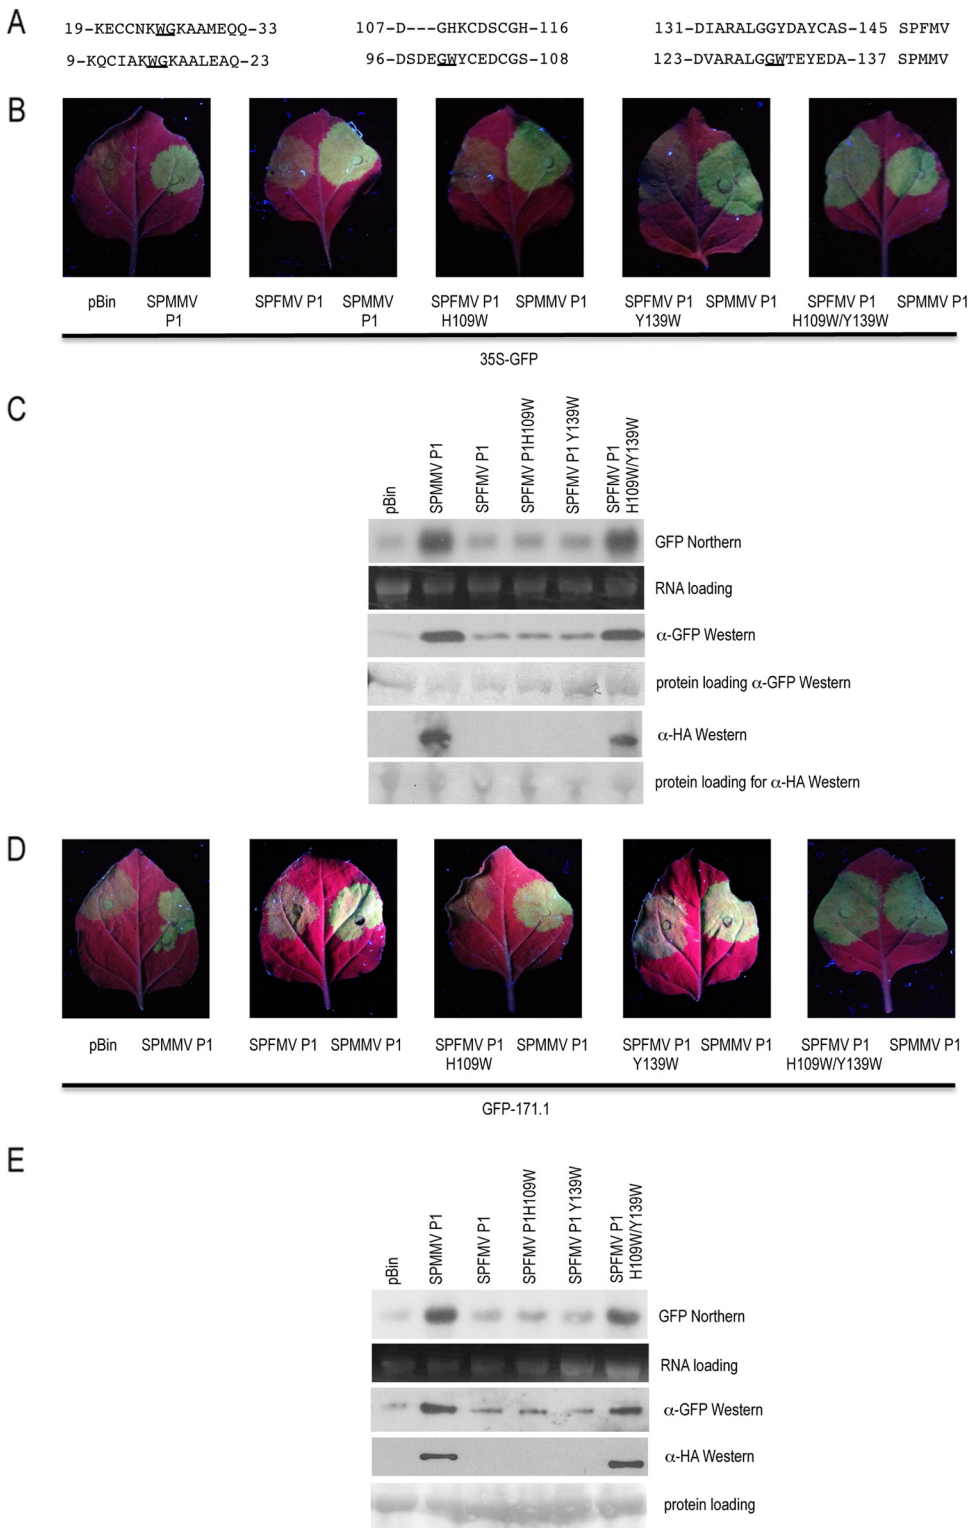 A
19-KECCNKWGKAAMEQQ-33 107-D---GHKCDSCGH-116 131-DIARALGGYDAYCAS-145 SPFMV
9-KQCIAKWGKAALEAQ-23 96-DSDEGWYCEDCGS-108 123-DVARALGGWTEYEDA-137 SPMMV
B
pBin SPMMV P1 SPFMV P1 SPMMV P1 SPFMV P1 H109W SPMMV P1 SPFMV P1 Y139W SPMMV P1 SPFMV P1 H109W/Y139W SPMMV P1
35S-GFP
C
pBin
SPMMV P1
SPFMV P1
SPFMV P1H109W
SPFMV P1 Y139W
SPFMV P1
H109W/Y139W
GFP Northern
RNA loading
α-GFP Western
protein loading α-GFP Western
α-HA Western
protein loading for α-HA Western
D
pBin SPMMV P1 SPFMV P1 SPMMV P1 SPFMV P1 H109W SPMMV P1 SPFMV P1 Y139W SPMMV P1 SPFMV P1 H109W/Y139W SPMMV P1
GFP-171.1
E
pBin
SPMMV P1
SPFMV P1
SPFMV P1H109W
SPFMV P1 Y139W
SPFMV P1
H109W/Y139W
GFP Northern
RNA loading
α-GFP Western
α-HA Western
protein loading